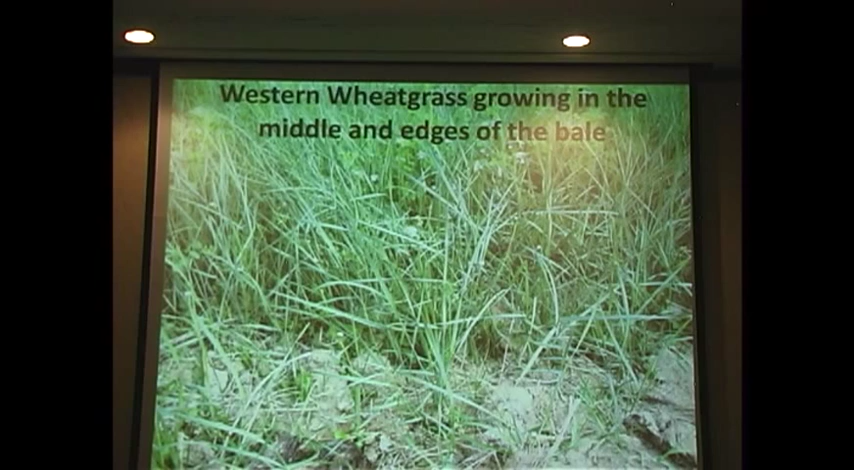 Western Wheatgrass growing in the
middle and edges of the bale